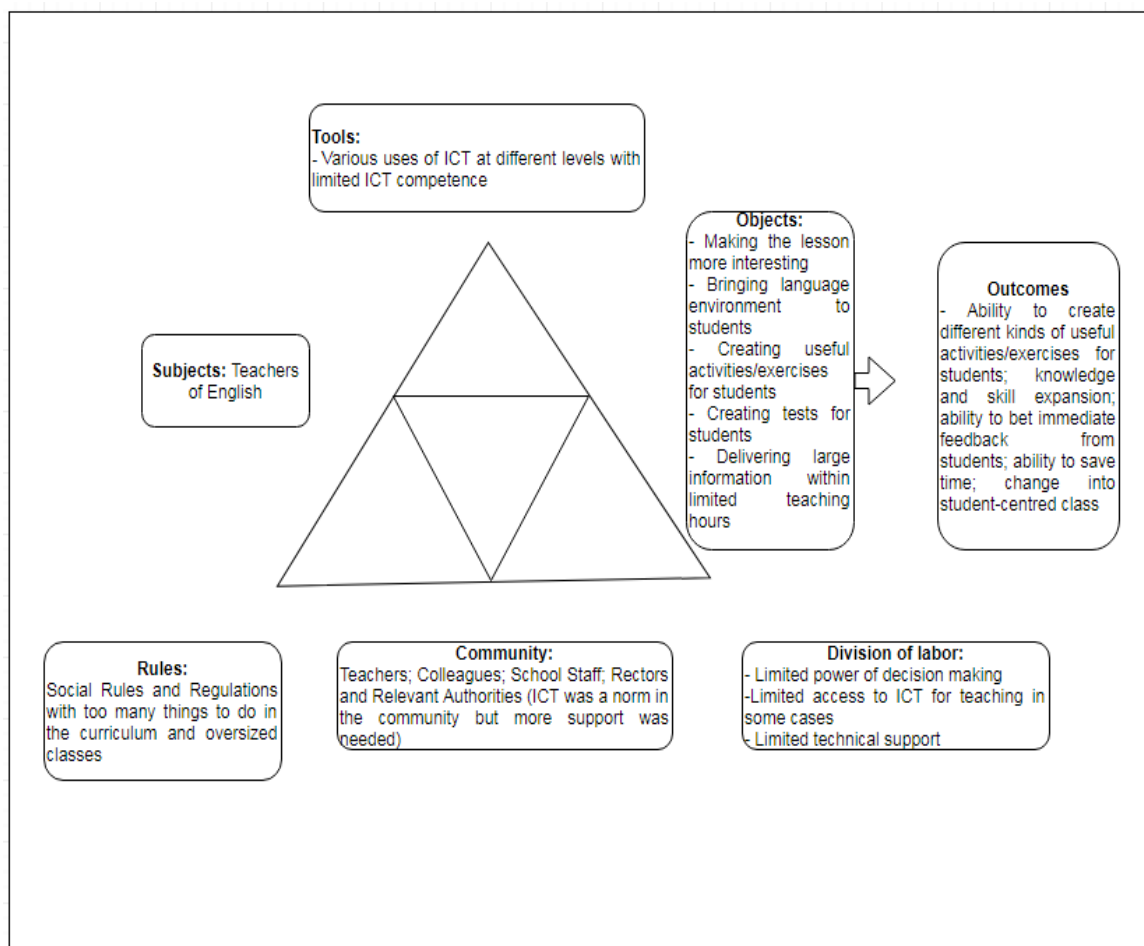 Tools:
- Various uses of ICT at different levels with
limited ICT competence
Subjects: Teachers
of English
Objects:
- Making the lesson
more interesting
- Bringing language
environment to
students
- Creating useful
activities/exercises
for students
- Creating tests for
students
- Delivering large
information within
limited teaching
hours
Outcomes
- Ability to create
different kinds of useful
activities/exercises for
students; knowledge
and skill expansion;
ability to bet immediate
feedback from
students; ability to save
time; change into
student-centred class
Rules:
Social Rules and Regulations
with too many things to do in
the curriculum and oversized
classes
Community:
Teachers; Colleagues; School Staff; Rectors
and Relevant Authorities (ICT was a norm in
the community but more support was
needed)
Division of labor:
- Limited power of decision making
-Limited access to ICT for teaching in
some cases
- Limited technical support